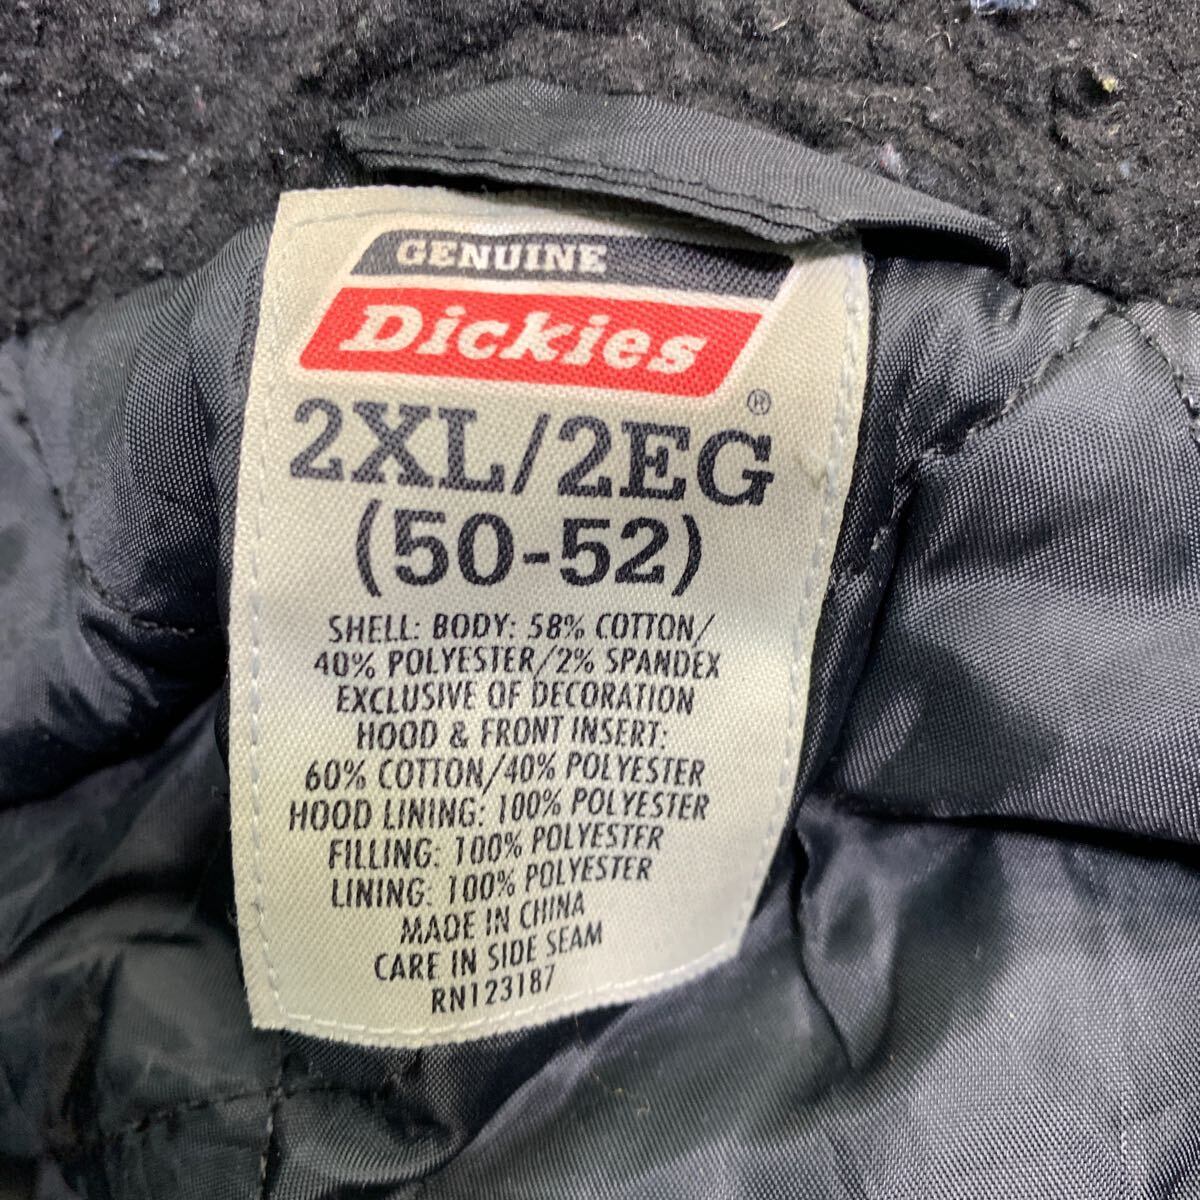 GENUINE
Dickies
®
2XL/2EG
(50-52)
SHELL: BODY: 58% COTTON/
40% POLYESTER/2% SPANDEX
EXCLUSIVE OF DECORATION
HOOD & FRONT INSERT:
60% COTTON/40% POLYESTER
HOOD LINING: 100% POLYESTER
FILLING: 100% POLYESTER
LINING: 100% POLYESTER
MADE IN CHINA
CARE IN SIDE SEAM
RN123187